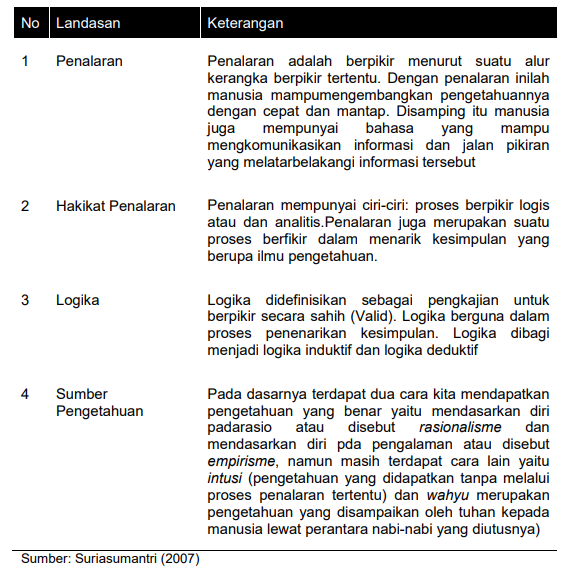 No Landasan Keterangan
1 Penalaran Penalaran adalah berpikir menurut suatu alur
kerangka berpikir tertentu. Dengan penalaran inilah
manusia mampumengembangkan pengetahuannya
dengan cepat dan mantap. Disamping itu manusia
juga mempunyai bahasa yang mampu
mengkomunikasikan informasi dan jalan pikiran
yang melatarbelakangi informasi tersebut
2 Hakikat Penalaran Penalaran mempunyai ciri-ciri: proses berpikir logis
atau dan analitis.Penalaran juga merupakan suatu
proses berfikir dalam menarik kesimpulan yang
berupa ilmu pengetahuan.
3 Logika Logika didefinisikan sebagai pengkajian untuk
berpikir secara sahih (Valid). Logika berguna dalam
proses penenarikan kesimpulan. Logika dibagi
menjadi logika induktif dan logika deduktif
4 Sumber Pada dasarnya terdapat dua cara kita mendapatkan
Pengetahuan pengetahuan yang benar yaitu mendasarkan diri
padarasio atau disebut rasionalisme dan
mendasarkan diri pda pengalaman atau disebut
empirisme, namun masih terdapat cara lain yaitu
intusi (pengetahuan yang didapatkan tanpa melalui
proses penalaran tertentu) dan wahyu merupakan
pengetahuan yang disampaikan oleh tuhan kepada
manusia lewat perantara nabi-nabi yang diutusnya)
Sumber: Suriasumantri (2007)